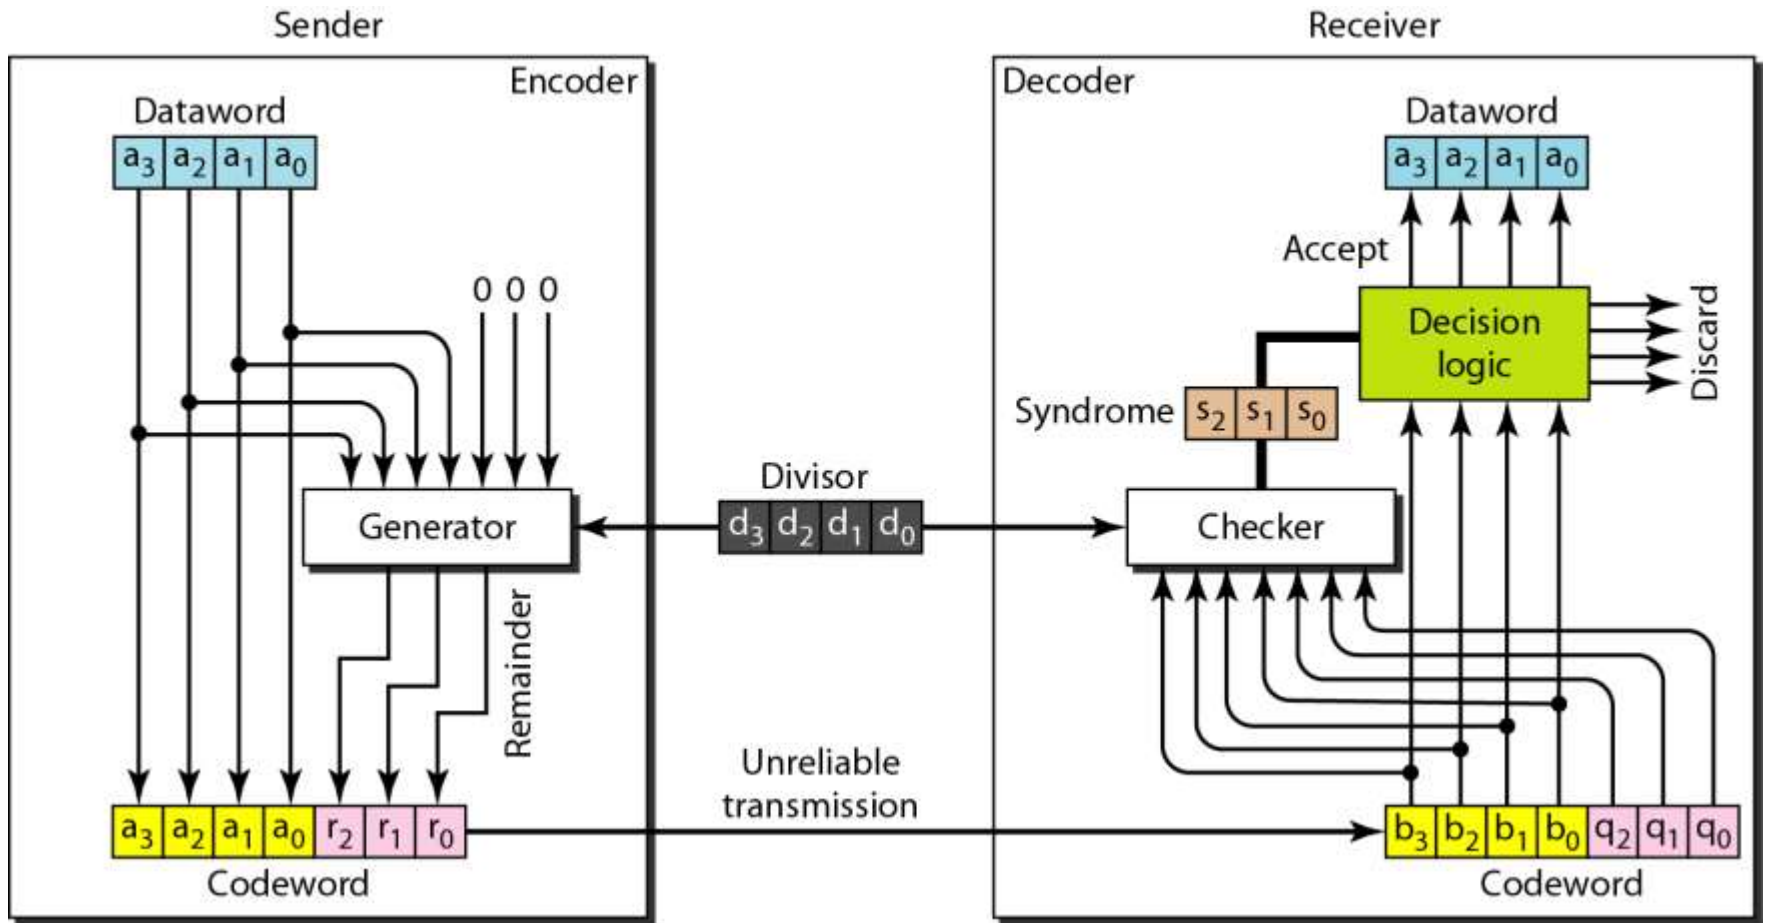 Sender
Receiver
Encoder
Decoder
Dataword
a3 a2 a1 a0
Dataword
a3 a2 a1 a0
0 0 0
Accept
Decision
logic
Discard
Syndrome
s2 s1 s0
Divisor
d3 d2 d1 d0
Generator
Checker
Remainder
Unreliable
transmission
a3 a2 a1 a0 r2 r1 r0
Codeword
b3 b2 b1 b0 q2 q1 q0
Codeword